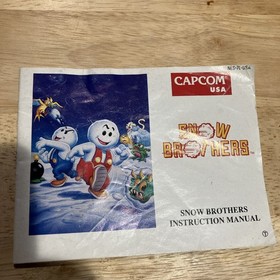 CAPCOM
USA
SNOW
BROTHERS
SNOW BROTHERS
INSTRUCTION MANUAL